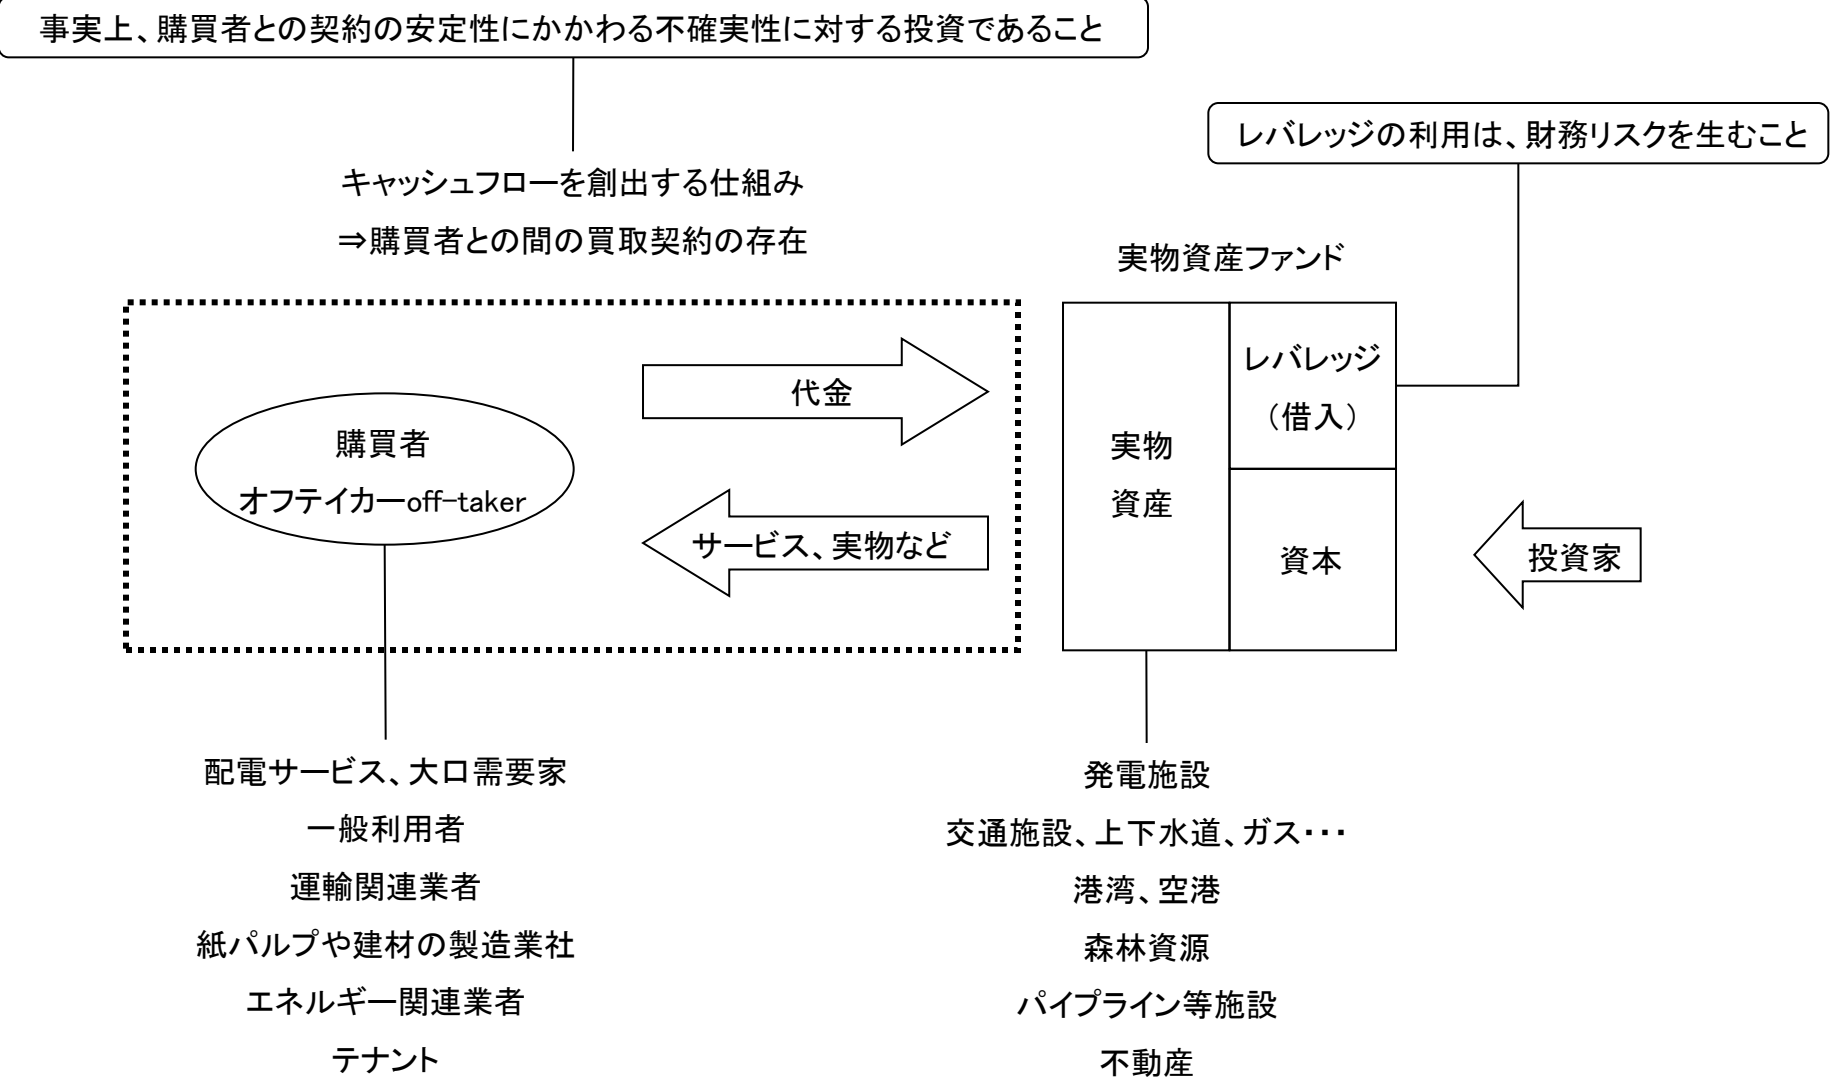 事実上、購買者との契約の安定性にかかわる不確実性に対する投資であること
レバレッジの利用は、財務リスクを生むこと
キャッシュフローを創出する仕組み
⇒購買者との間の買取契約の存在
実物資産ファンド
代金
購買者
オフテイカーoff-taker
サービス、実物など
実物
資産
レバレッジ
（借入）
資本
投資家
配電サービス、大口需要家
一般利用者
運輸関連業者
紙パルプや建材の製造業社
エネルギー関連業者
テナント
発電施設
交通施設、上下水道、ガス・・・
港湾、空港
森林資源
パイプライン等施設
不動産